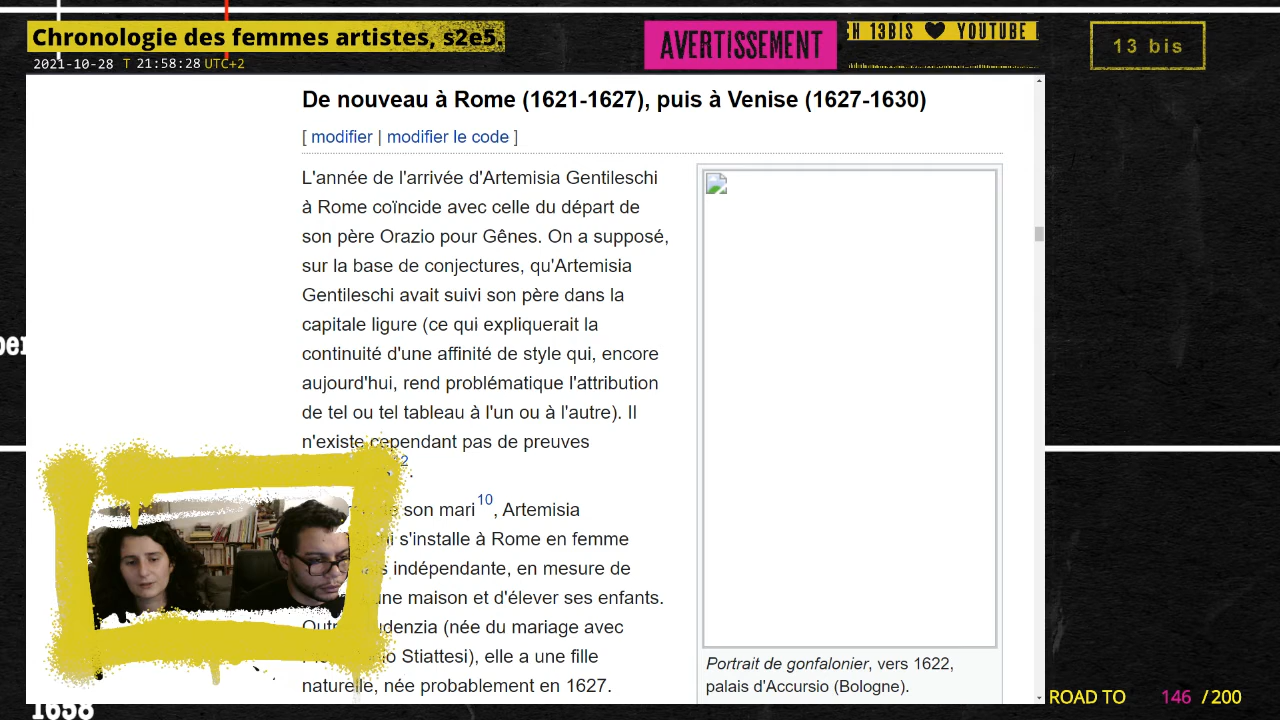 Chronologie des femmes artistes, s2e5
2021-10-28 T 21:58:28 UTC+2
AVERTISSEMENT
H 13BIS ♥ YOUTUBE
13 bis
De nouveau à Rome (1621-1627), puis à Venise (1627-1630)
[ modifier | modifier le code ]
L'année de l'arrivée d'Artemisia Gentileschi
à Rome coïncide avec celle du départ de
son père Orazio pour Gênes. On a supposé,
sur la base de conjectures, qu'Artemisia
Gentileschi avait suivi son père dans la
capitale ligure (ce qui expliquerait la
continuité d'une affinité de style qui, encore
aujourd'hui, rend problématique l'attribution
de tel ou tel tableau à l'un ou à l'autre). Il
n'existe cependant pas de preuves
2.
son mari10, Artemisia
s'installe à Rome en femme
indépendante, en mesure de
une maison et d'élever ses enfants.
(née du mariage avec
Stiattesi), elle a une fille
naturelle, née probablement en 1627.
Portrait de gonfalonier, vers 1622,
palais d'Accursio (Bologne).
ROAD TO 146 / 200
1658